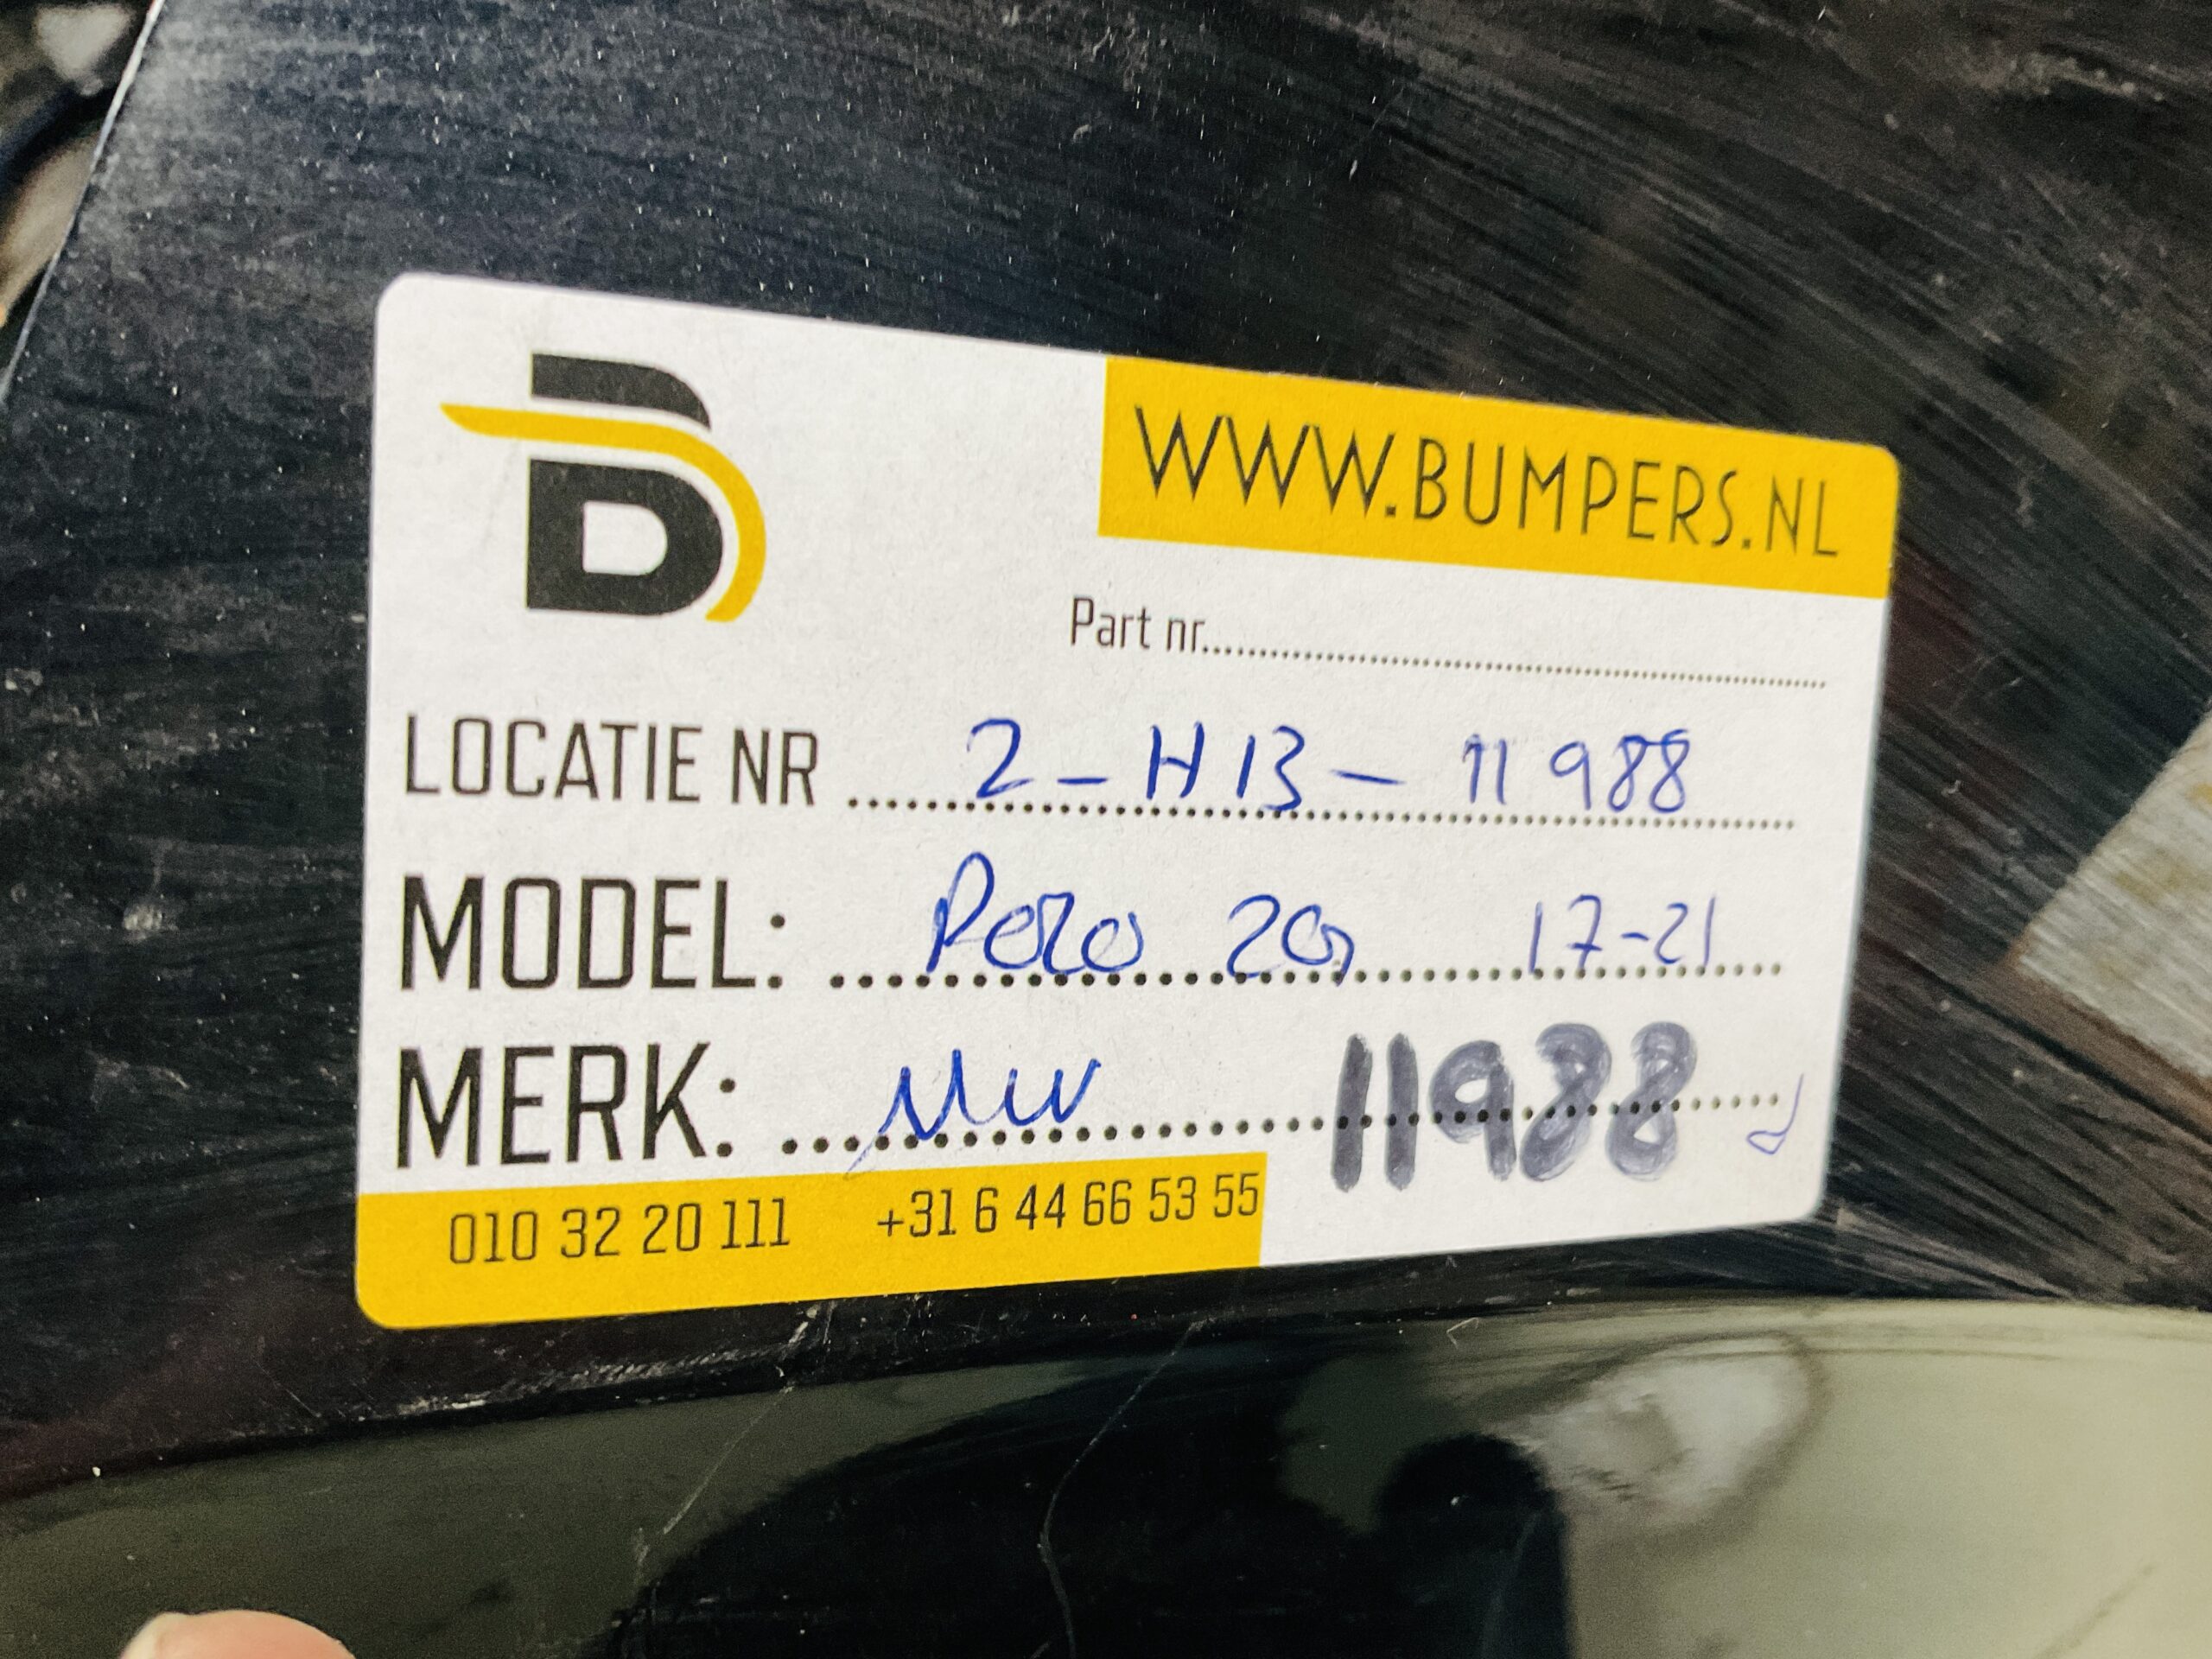 B
WWW.BUMPERS.NL
Part nr.
LOCATIE NR 2-H13-11988
MODEL: Polo 2G 17-21
MERK: VW 11988
010 32 20 111 +31 6 44 66 53 55